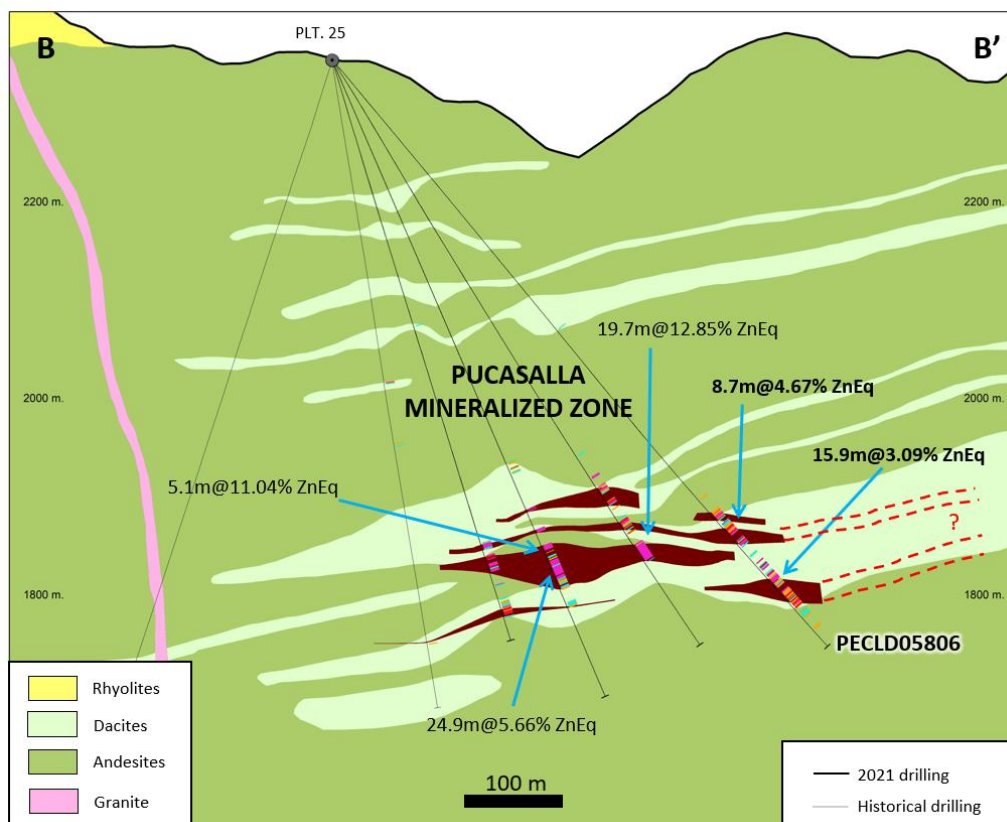 B
PLT. 25
B’
2200 m.
2200 m.
19.7m@12.85% ZnEq
PUCASALLA
MINERALIZED ZONE
8.7m@4.67% ZnEq
2000 m.
2000 m.
15.9m@3.09% ZnEq
5.1m@11.04% ZnEq
?
1800 m.
1800 m.
PECLD05806
24.9m@5.66% ZnEq
Rhyolites
Dacites
Andesites
Granite
100 m
2021 drilling
Historical drilling